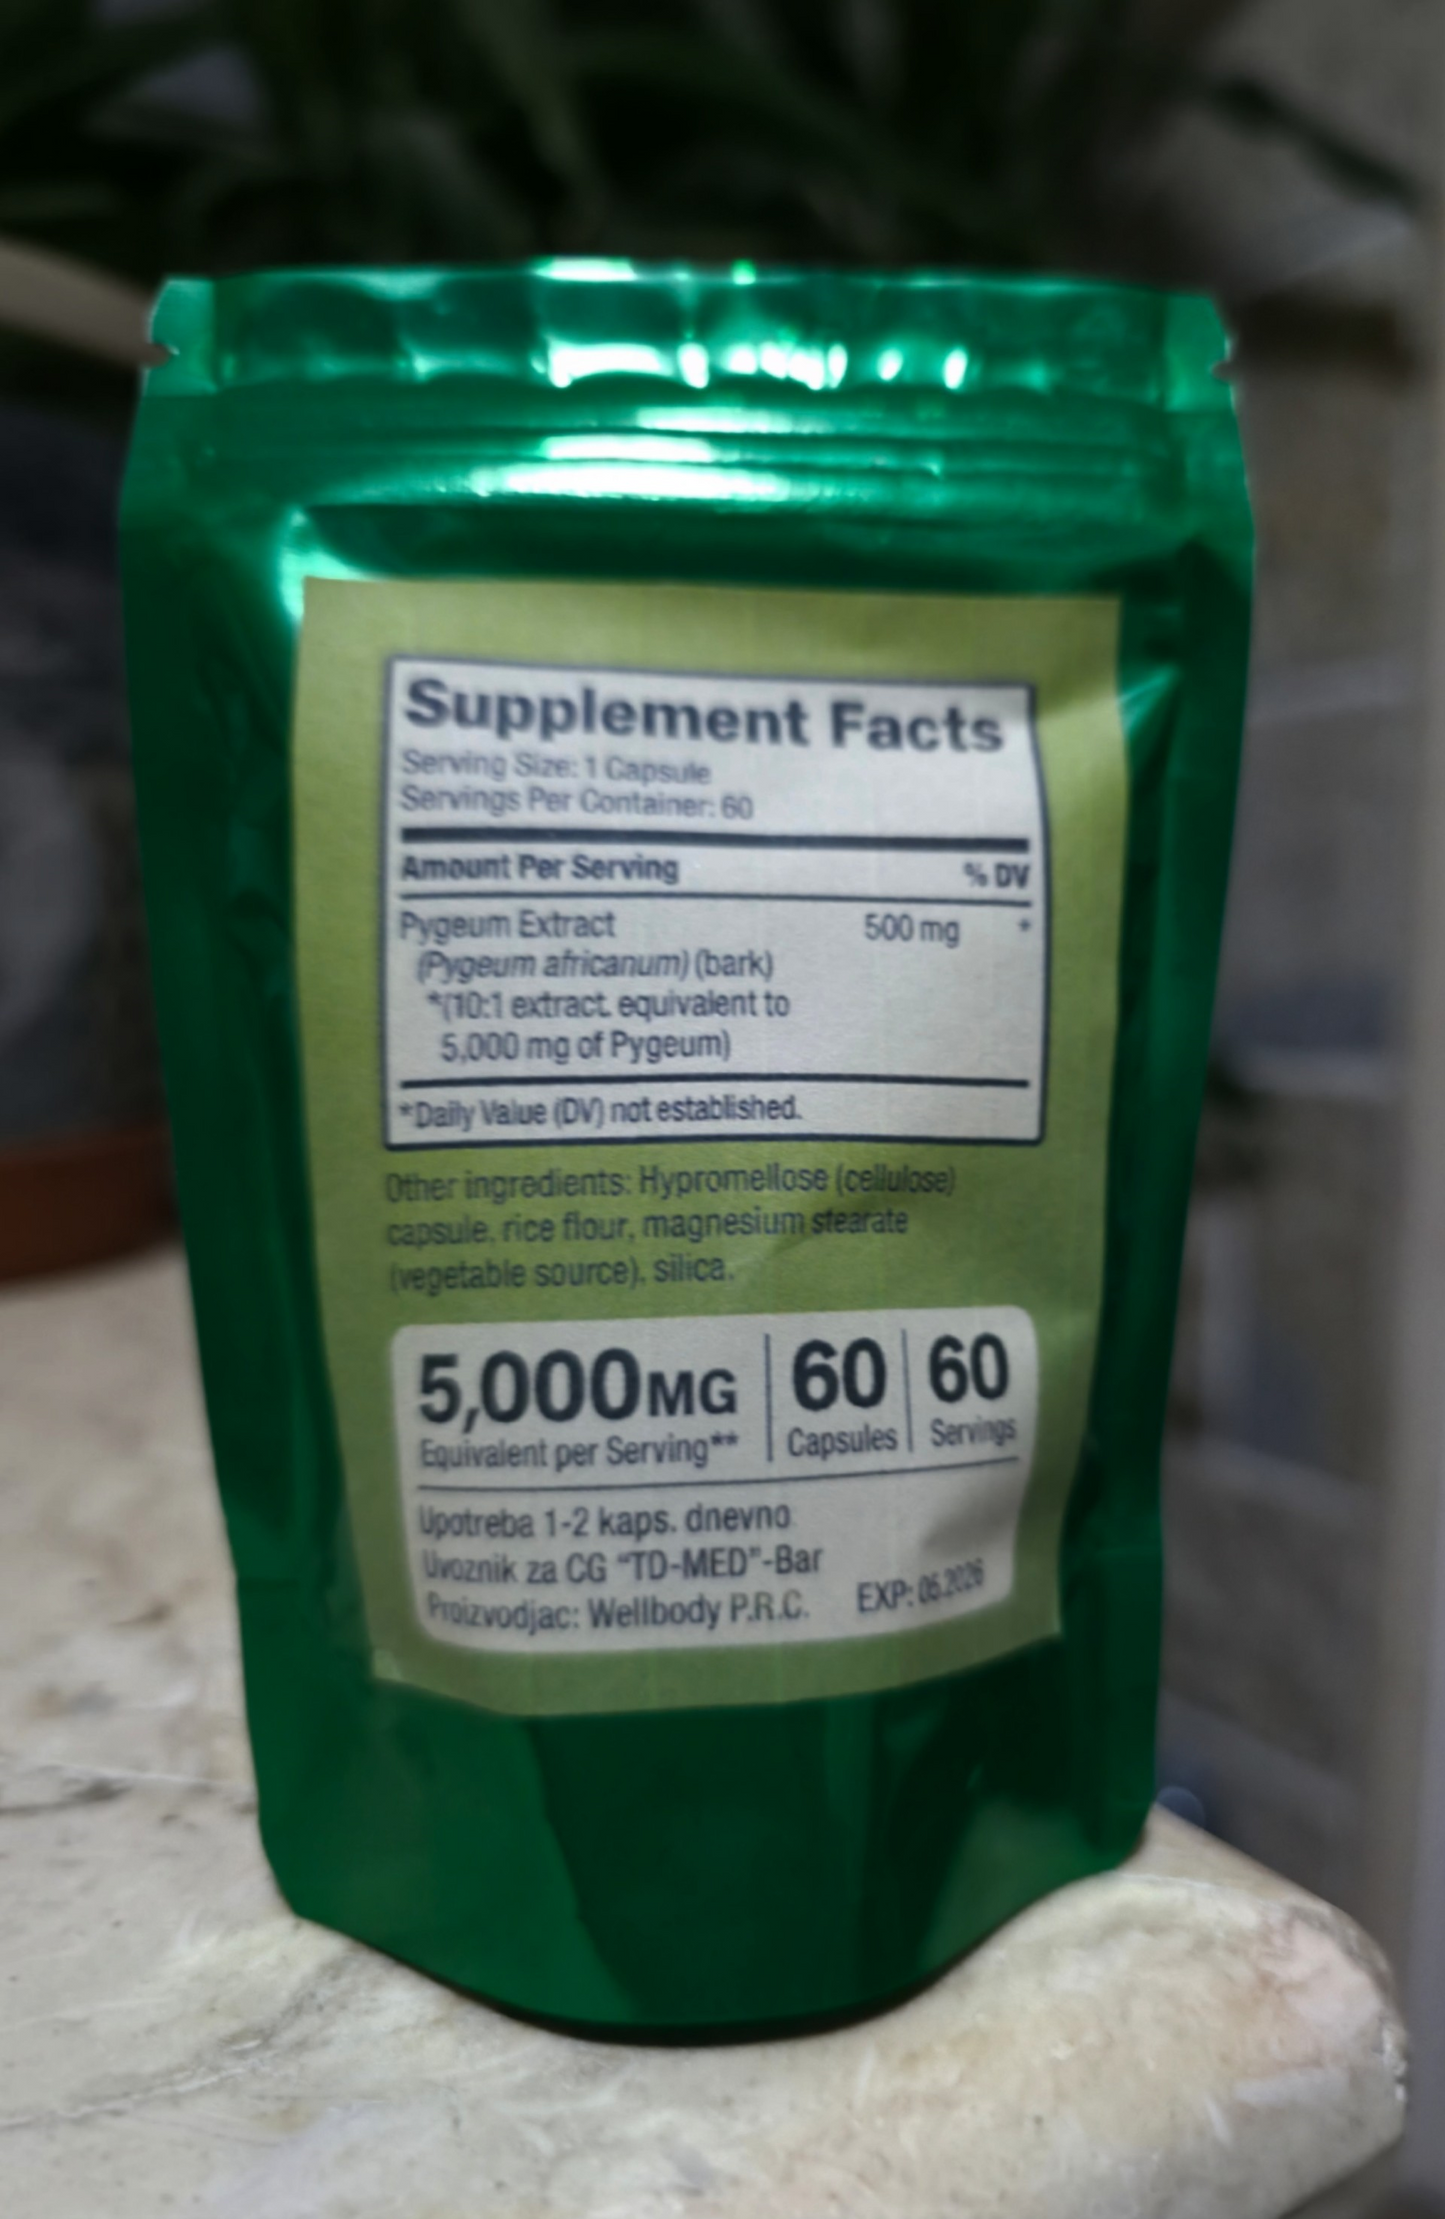 Supplement Facts
Serving Size: 1 Capsule
Servings Per Container: 60
Amount Per Serving % DV
Pygeum Extract 500 mg *
(Pygeum africanum) (bark)
*(10:1 extract. equivalent to
5,000 mg of Pygeum)
*Daily Value (DV) not established.
Other ingredients: Hypromellose (cellulose)
capsule, rice flour, magnesium stearate
(vegetable source), silica.
5,000MG 60 60
Equivalent per Serving** Capsules Servings
Upotreba 1-2 kaps. dnevno
Uvoznik za CG "TD-MED"-Bar
Proizvodjac: Wellbody P.R.C. EXP: 05.2026